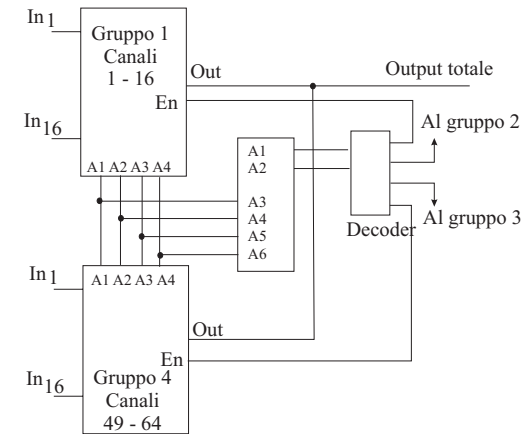 In1
Gruppo 1
Canali
1 - 16
Out
Output totale
En
In16
Al gruppo 2
A1 A2 A3 A4
A1
A2
A3
A4
A5
A6
Decoder
Al gruppo 3
In1
A1 A2 A3 A4
Out
En
In16
Gruppo 4
Canali
49 - 64